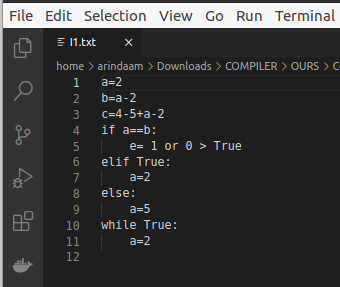 File Edit Selection View Go Run Terminal
I1.txt ×
home > arindaam > Downloads > COMPILER > OURS >
1 a=2
2 b=a-2
3 c=4-5+a-2
4 if a==b:
5 e= 1 or 0 > True
6 elif True:
7 a=2
8 else:
9 a=5
10 while True:
11 a=2
12